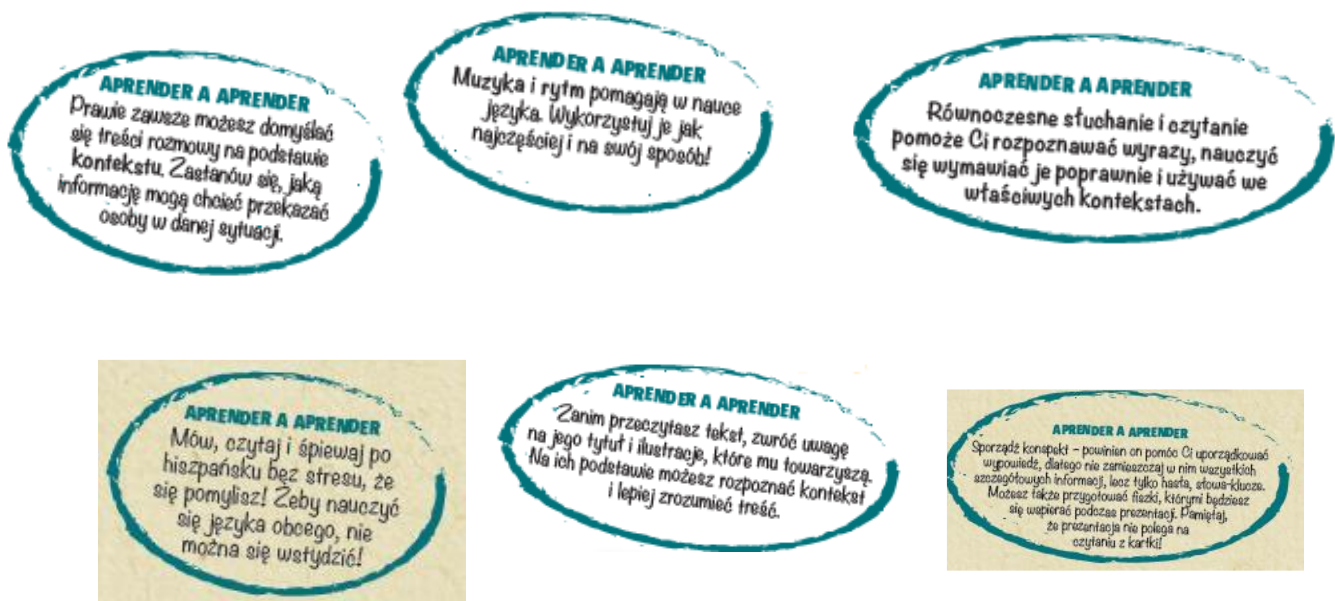 APRENDER A APRENDER
Prawie zawsze możesz domyślać
się treści rozmowy na podstawie
kontekstu. Zastanów się, jaką
informację mogą chcieć przekazać
osoby w danej sytuacji.
APRENDER A APRENDER
Muzyka i rytm pomagają w nauce
języka. Wykorzystuj je jak
najczęściej i na swój sposób!
APRENDER A APRENDER
Równoczesne słuchanie i czytanie
pomoże Ci rozpoznawać wyrazy, nauczyć
się wymawiać je poprawnie i używać we
właściwych kontekstach.
APRENDER A APRENDER
Mów, czytaj i śpiewaj po
hiszpańsku bez stresu, że
się pomylisz! Żeby nauczyć
się języka obcego, nie
można się wstydzić!
APRENDER A APRENDER
Zanim przeczytasz tekst, zwróć uwagę
na jego tytuł i ilustracje, które mu towarzyszą.
Na ich podstawie możesz rozpoznać kontekst
i lepiej zrozumieć treść.
APRENDER A APRENDER
Sporządź konspekt – powinien on pomóc Ci uporządkować
wypowiedź, dlatego nie zamieszczaj w nim wszystkich
szczegółowych informacji, lecz tylko hasła, słowa-klucze.
Możesz także przygotować fiszki, którymi będziesz
się wspierać podczas prezentacji. Pamiętaj,
że prezentacja nie polega na
czytaniu z kartki!